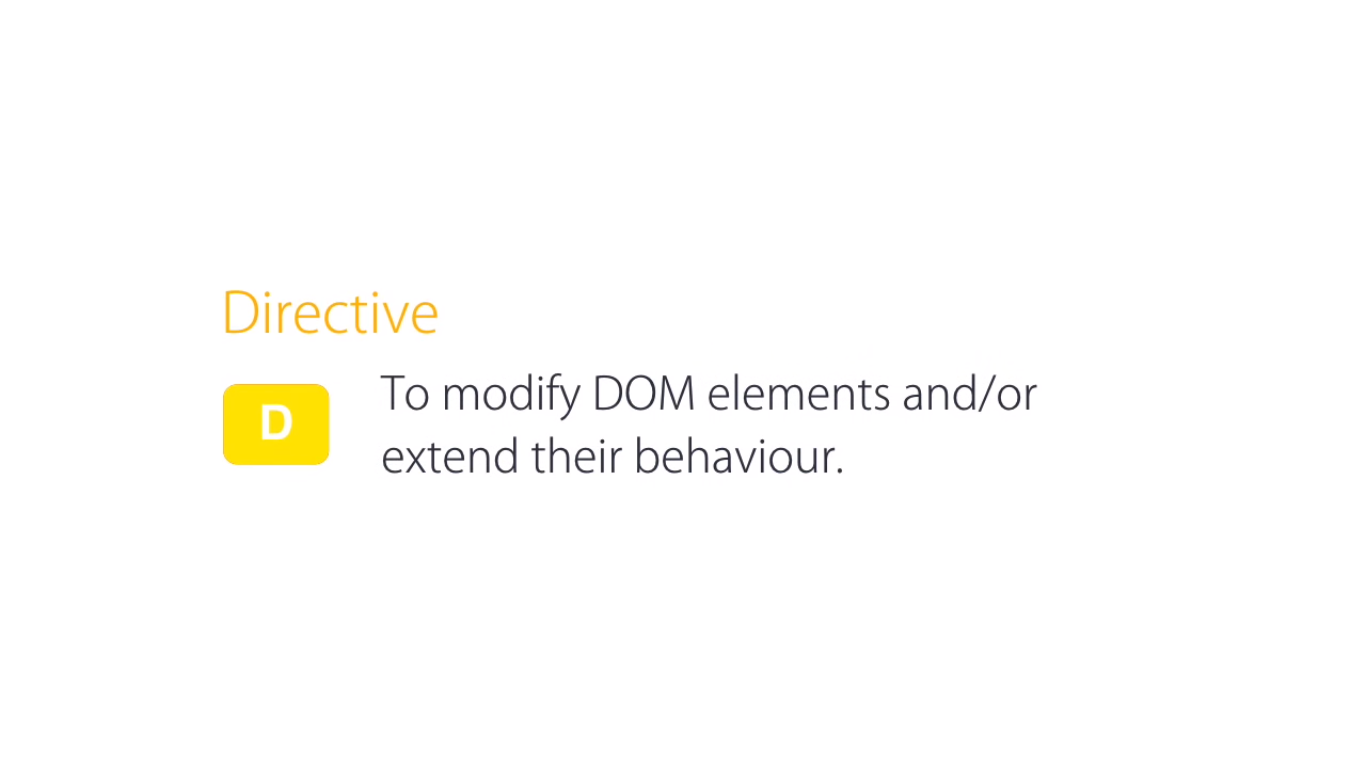 Directive
D
To modify DOM elements and/or
extend their behaviour.